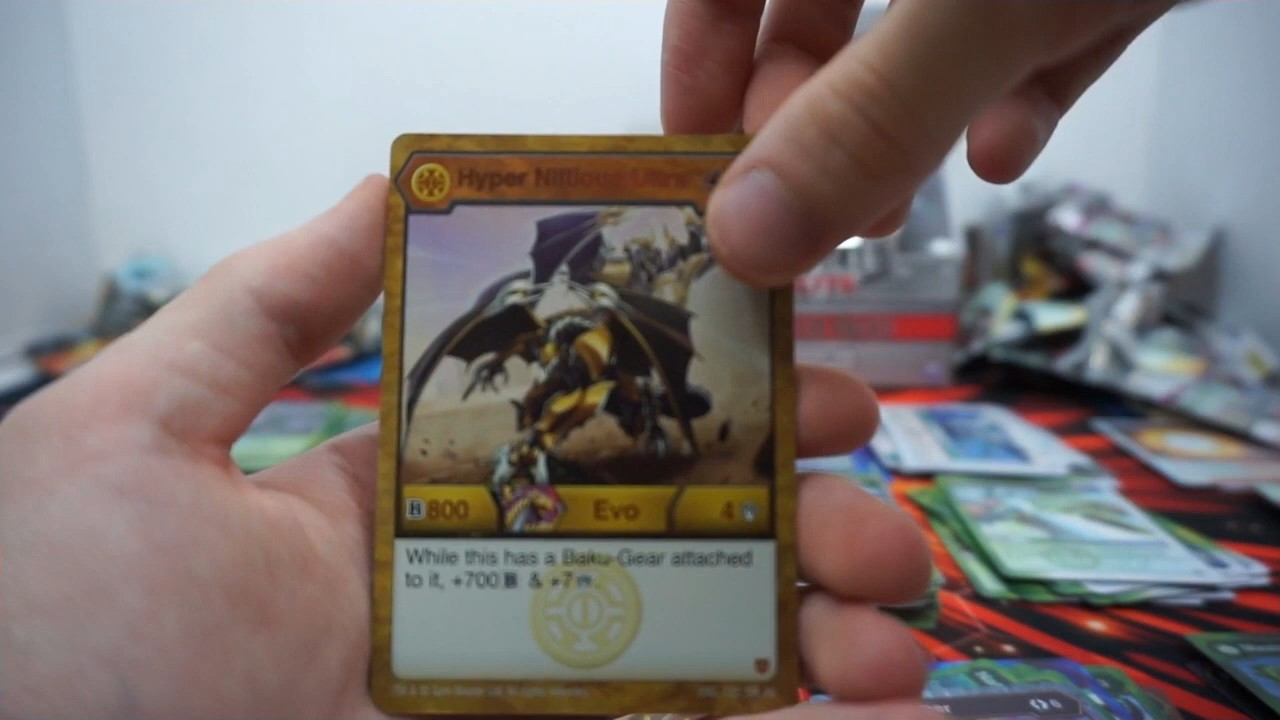 Hyper Nillious Ultra
B 800 Evo 4
While this has a Baku-Gear attached
to it, +700 B & +7